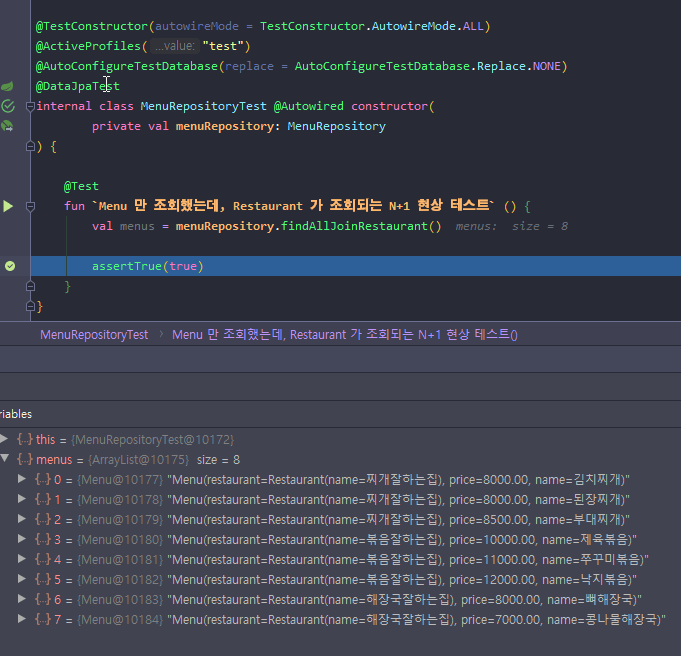 @TestConstructor(autowireMode = TestConstructor.AutowireMode.ALL)
@ActiveProfiles( ...value: "test")
@AutoConfigureTestDatabase(replace = AutoConfigureTestDatabase.Replace.NONE)
@DataJpaTest
internal class MenuRepositoryTest @Autowired constructor(
private val menuRepository: MenuRepository
) {
@Test
fun `Menu 만 조회했는데, Restaurant 가 조회되는 N+1 현상 테스트` () {
val menus = menuRepository.findAllJoinRestaurant() menus: size = 8
assertTrue(true)
}
}
MenuRepositoryTest › Menu 만 조회했는데, Restaurant 가 조회되는 N+1 현상 테스트()
riables
{..} this = {MenuRepositoryTest@10172}
{..} menus = {ArrayList@10175} size = 8
{..} 0 = {Menu@10177} "Menu(restaurant=Restaurant(name=찌개잘하는집), price=8000.00, name=김치찌개)"
{..} 1 = {Menu@10178} "Menu(restaurant=Restaurant(name=찌개잘하는집), price=8000.00, name=된장찌개)"
{..} 2 = {Menu@10179} "Menu(restaurant=Restaurant(name=찌개잘하는집), price=8500.00, name=부대찌개)"
{..} 3 = {Menu@10180} "Menu(restaurant=Restaurant(name=볶음잘하는집), price=10000.00, name=제육볶음)"
{..} 4 = {Menu@10181} "Menu(restaurant=Restaurant(name=볶음잘하는집), price=11000.00, name=쭈꾸미볶음)"
{..} 5 = {Menu@10182} "Menu(restaurant=Restaurant(name=볶음잘하는집), price=12000.00, name=낙지볶음)"
{..} 6 = {Menu@10183} "Menu(restaurant=Restaurant(name=해장국잘하는집), price=8000.00, name=뼈해장국)"
{..} 7 = {Menu@10184} "Menu(restaurant=Restaurant(name=해장국잘하는집), price=7000.00, name=콩나물해장국)"